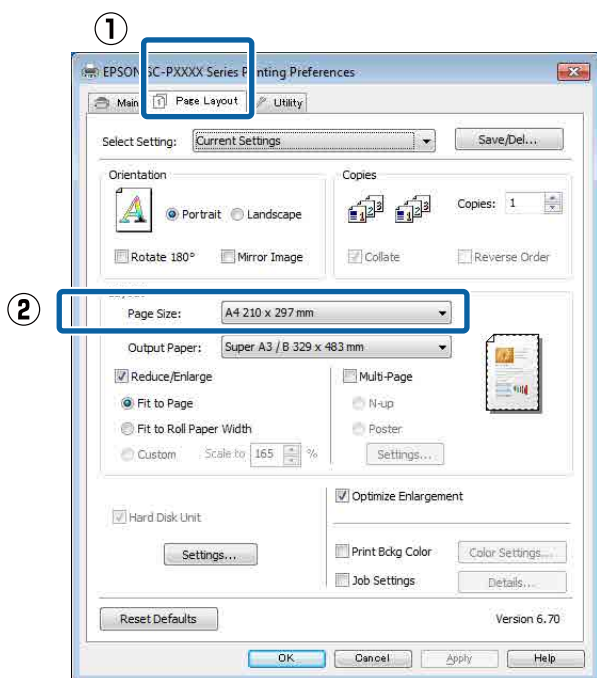 ①
EPSON SC-PXXXX Series Printing Preferences
Main Page Layout Utility
Select Setting: Current Settings Save/Del...
Orientation Copies
Portrait Landscape Copies: 1
Rotate 180° Mirror Image Collate Reverse Order
②
Page Size: A4 210 x 297 mm
Output Paper: Super A3 / B 329 x 483 mm
Reduce/Enlarge Multi-Page
Fit to Page N-up
Fit to Roll Paper Width Poster
Custom Scale to 165 % Settings...
Optimize Enlargement
Hard Disk Unit
Settings... Print Bckg Color Color Settings...
Job Settings Details...
Reset Defaults Version 6.70
OK Cancel Apply Help